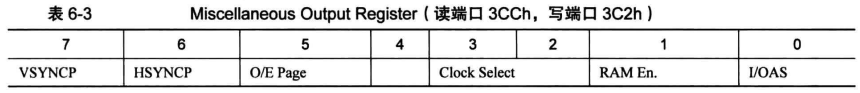 表 6-3 Miscellaneous Output Register（读端口 3CCh，写端口 3C2h）
7 6 5 4 3 2 1 0
VSYNCP HSYNCP O/E Page Clock Select RAM En. I/OAS